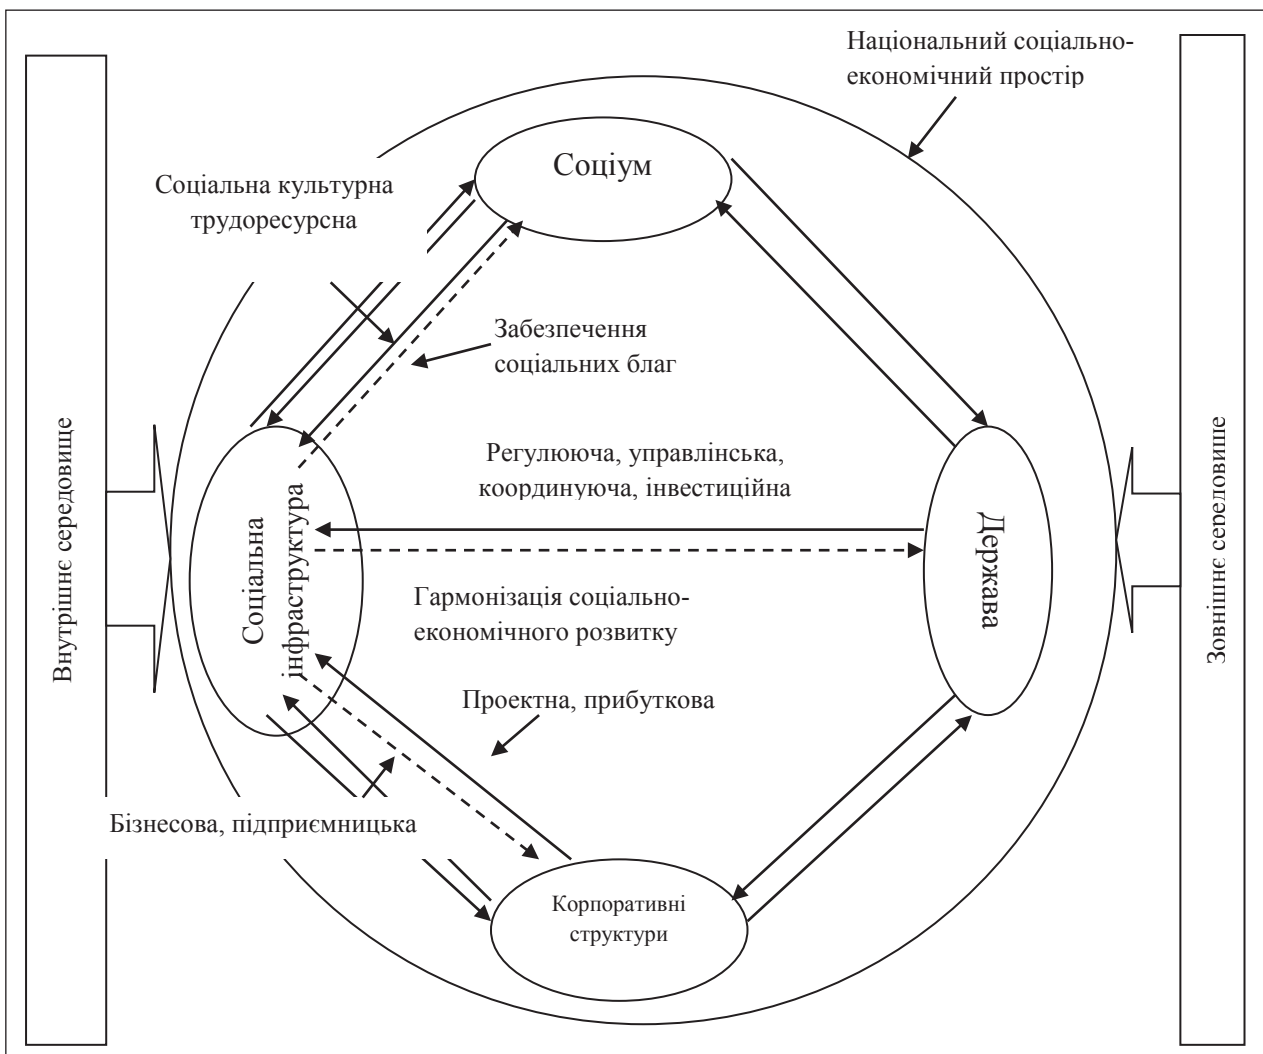 Національний соціально-
економічний простір
Соціум
Соціальна культурна
трудоресурсна
Забезпечення
соціальних благ
Внутрішнє середовище
Регулююча, управлінська,
координуюча, інвестиційна
Соціальна
інфраструктура
Держава
Зовнішнє середовище
Гармонізація соціально-
економічного розвитку
Проектна, прибуткова
Бізнесова, підприємницька
Корпоративні
структури